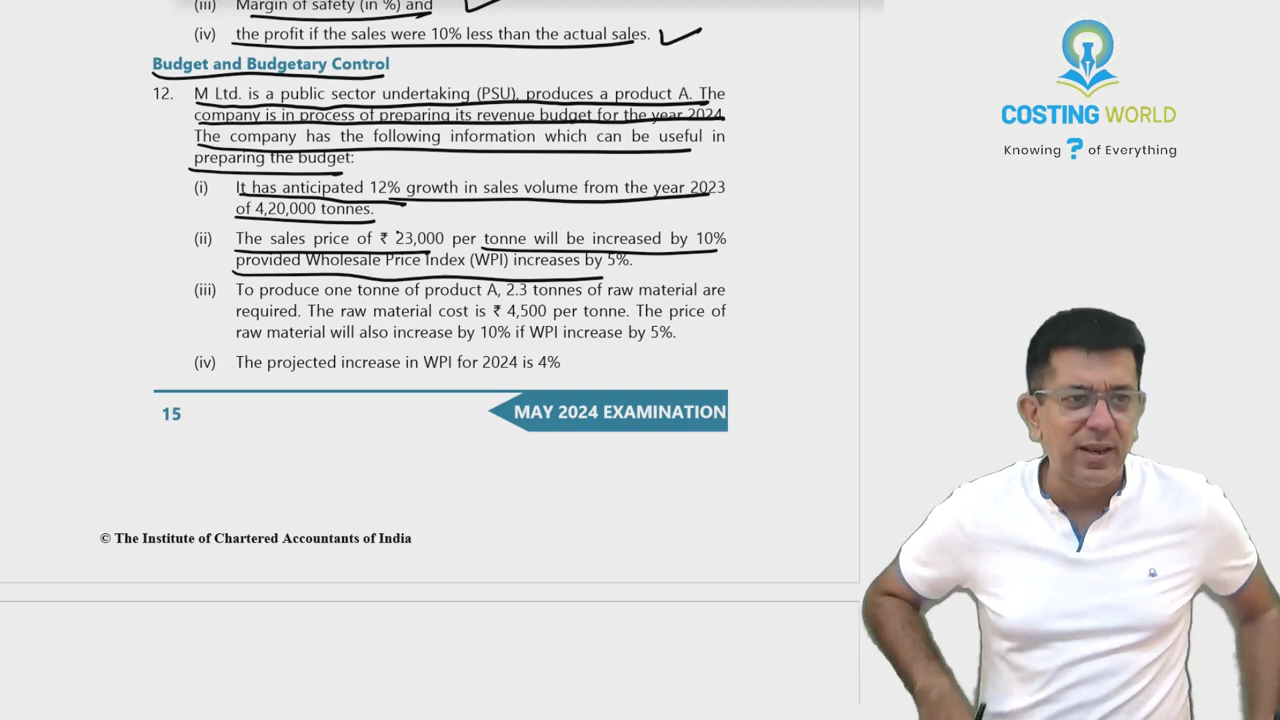 (iii) Margin of safety (in %) and
(iv) the profit if the sales were 10% less than the actual sales.
Budget and Budgetary Control
12. M Ltd. is a public sector undertaking (PSU), produces a product A. The
company is in process of preparing its revenue budget for the year 2024.
The company has the following information which can be useful in
preparing the budget:
(i) It has anticipated 12% growth in sales volume from the year 2023
of 4,20,000 tonnes.
(ii) The sales price of ₹ 23,000 per tonne will be increased by 10%
provided Wholesale Price Index (WPI) increases by 5%.
(iii) To produce one tonne of product A, 2.3 tonnes of raw material are
required. The raw material cost is ₹ 4,500 per tonne. The price of
raw material will also increase by 10% if WPI increase by 5%.
(iv) The projected increase in WPI for 2024 is 4%
15
MAY 2024 EXAMINATION
© The Institute of Chartered Accountants of India
COSTING WORLD
Knowing ? of Everything